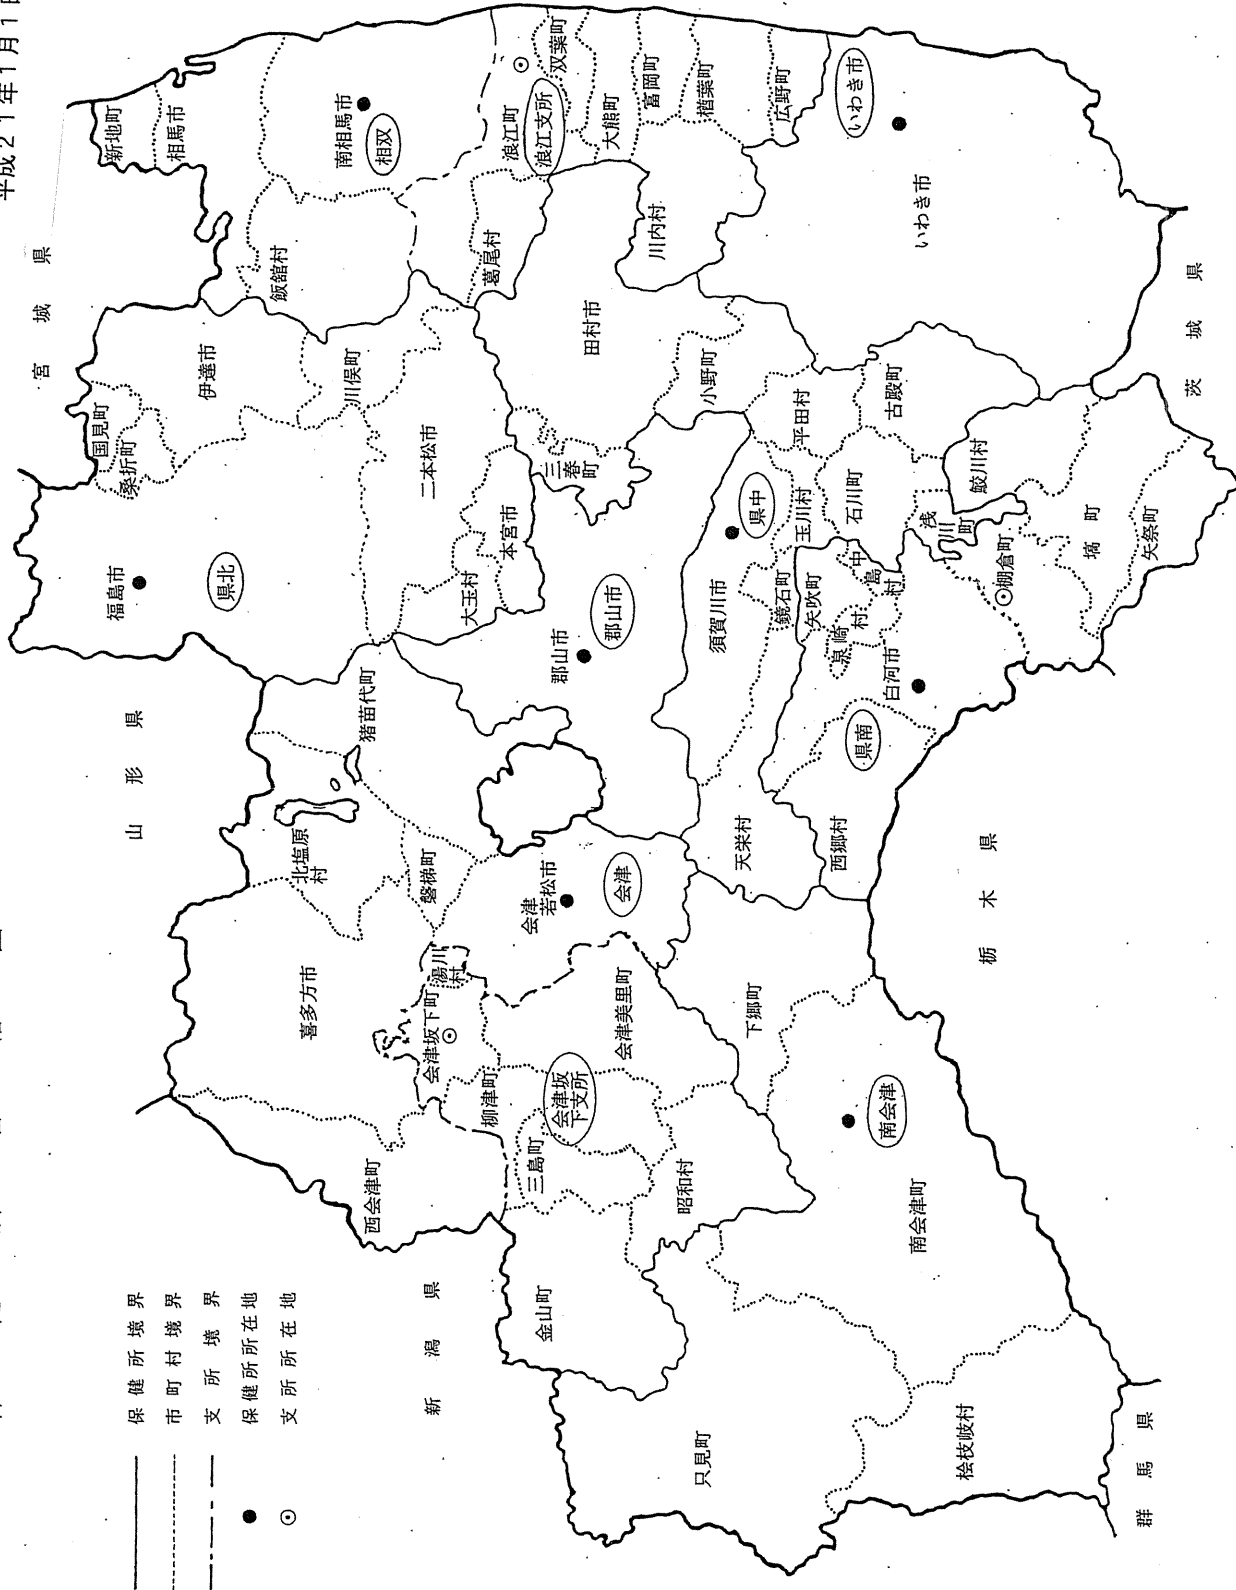 平成21年1月1日
宮城県
山形県
新潟県
群馬県
栃木県
茨城県
保健所境界
市町村境界
支所境界
保健所所在地
支所所在地
新地町
相馬市
南相馬市
相双
飯舘村
浪江町
浪江支所
双葉町
大熊町
富岡町
楢葉町
広野町
葛尾村
川内村
いわき市
いわき市
国見町
桑折町
伊達市
福島市
県北
川俣町
二本松市
大玉村
本宮市
田村市
小野町
三春町
郡山市
郡山市
須賀川市
県中
鏡石町
天栄村
玉川村
平田村
石川町
古殿町
浅川町
矢吹町
中島村
泉崎村
白河市
県南
西郷村
棚倉町
鮫川村
塙町
矢祭町
猪苗代町
北塩原村
磐梯町
会津若松市
会津
喜多方市
西会津町
湯川村
会津坂下町
柳津町
会津坂下支所
会津美里町
三島町
昭和村
金山町
下郷町
南会津
南会津町
只見町
桧枝岐村